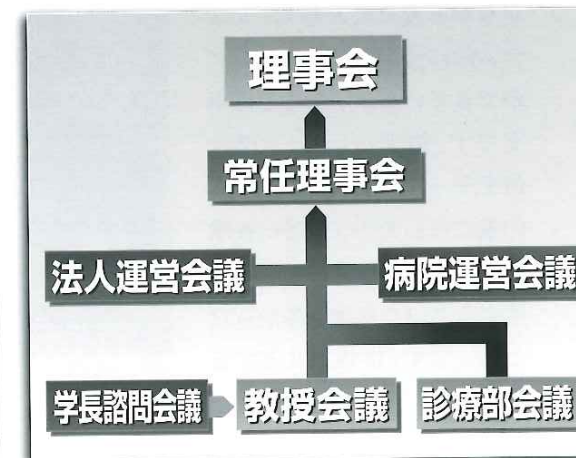 理事会
常任理事会
法人運営会議
病院運営会議
学長諮問会議
教授会議
診療部会議